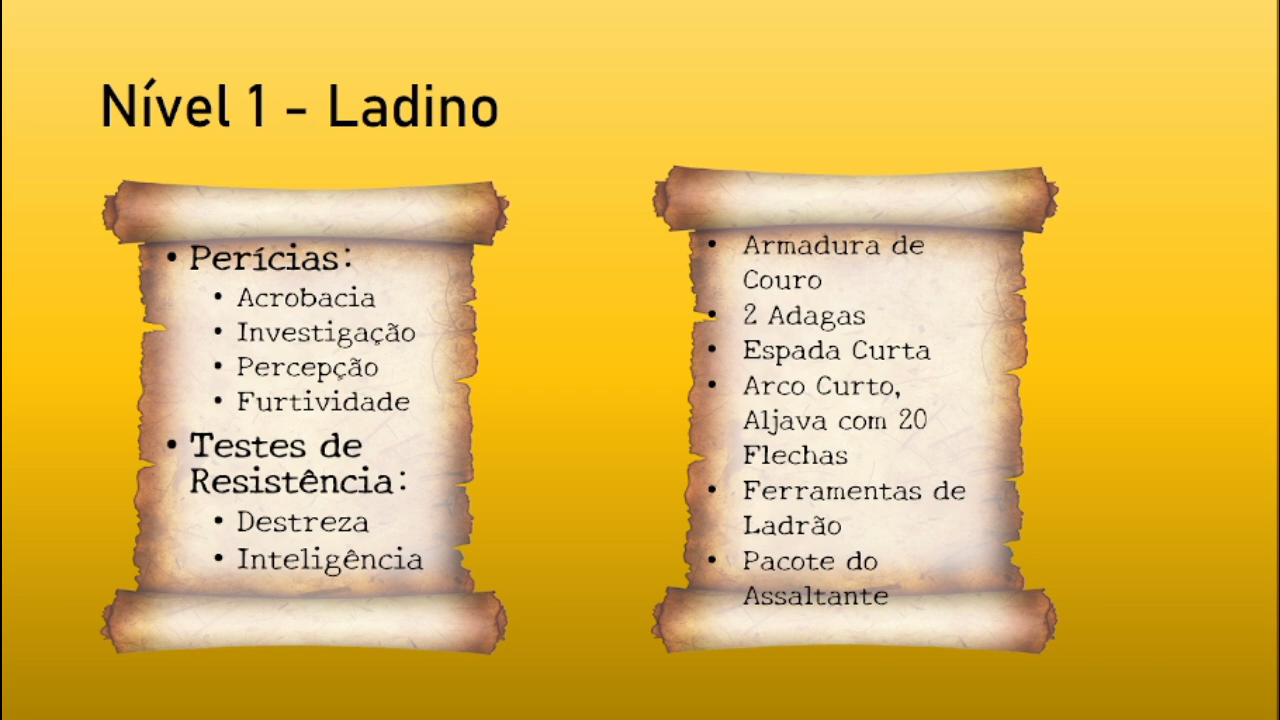 Nível 1 - Ladino
• Perícias:
• Acrobacia
• Investigação
• Percepção
• Furtividade
• Testes de
Resistência:
• Destreza
• Inteligência
• Armadura de
Couro
• 2 Adagas
• Espada Curta
• Arco Curto,
Aljava com 20
Flechas
• Ferramentas de
Ladrão
• Pacote do
Assaltante